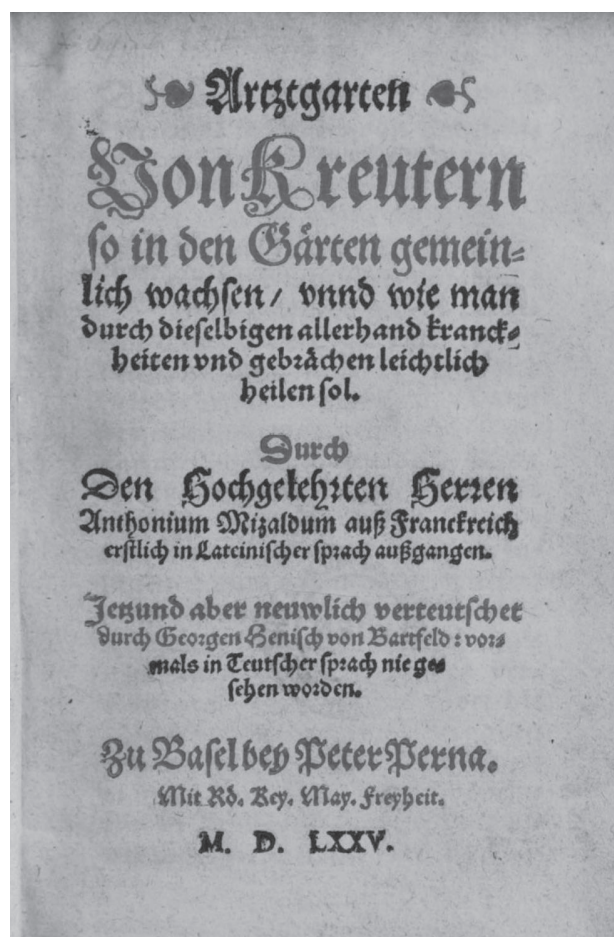 Artztgarten
Von Kreutern
so in den Gärten gemein=
lich wachsen / vnnd wie man
durch dieselbigen allerhand kranck=
heiten vnd gebrächen leichtlich
heilen sol.
Durch
Den Hochgelehrten Herren
Anthonium Mizaldum auß Franckreich
erstlich in Lateinischer sprach außgangen.
Jetzund aber neuwlich verteutschet
durch Georgen Henisch von Bartfeld: vor=
mals in Teutscher sprach nie ge=
sehen worden.
Zu Basel bey Peter Perna.
Mit Rö. Key. May. Freyheit.
M. D. LXXV.